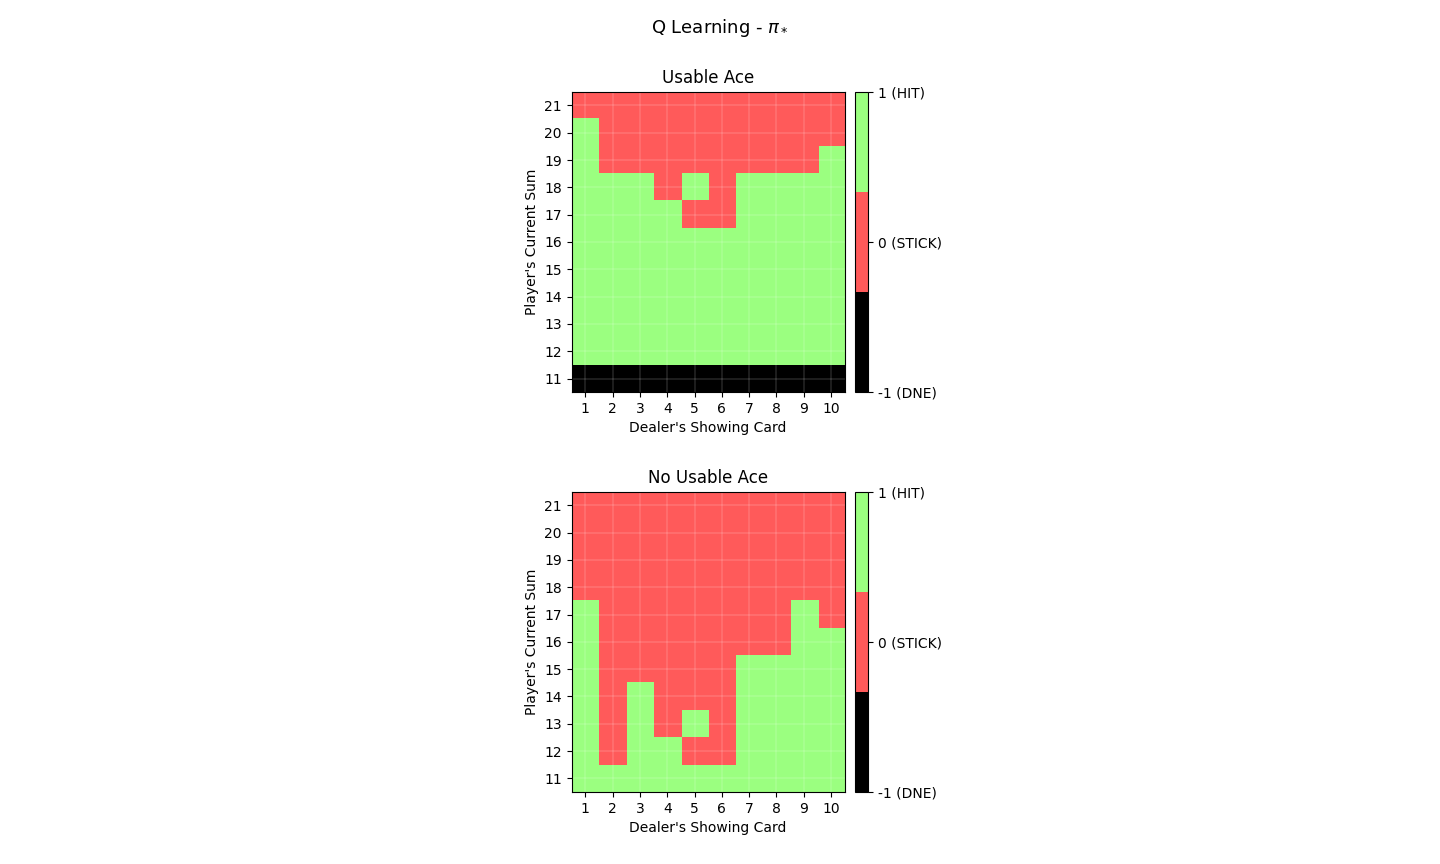 Q Learning - π*
Usable Ace
Player's Current Sum
21
20
19
18
17
16
15
14
13
12
11
1 2 3 4 5 6 7 8 9 10
Dealer's Showing Card
1 (HIT)
0 (STICK)
-1 (DNE)
No Usable Ace
Player's Current Sum
21
20
19
18
17
16
15
14
13
12
11
1 2 3 4 5 6 7 8 9 10
Dealer's Showing Card
1 (HIT)
0 (STICK)
-1 (DNE)